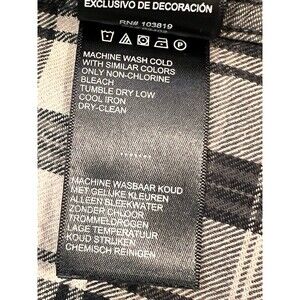 EXCLUSIVO DE DECORACIÓN
RN# 103819
MACHINE WASH COLD
WITH SIMILAR COLORS
ONLY NON-CHLORINE
BLEACH
TUMBLE DRY LOW
COOL IRON
DRY-CLEAN
MACHINE WASBAAR KOUD
MET GELIJKE KLEUREN
ALLEEN BLEEKWATER
ZONDER CHLOOR
TROMMELDROGEN
LAGE TEMPERATUUR
KOUD STRIJKEN
CHEMISCH REINIGEN